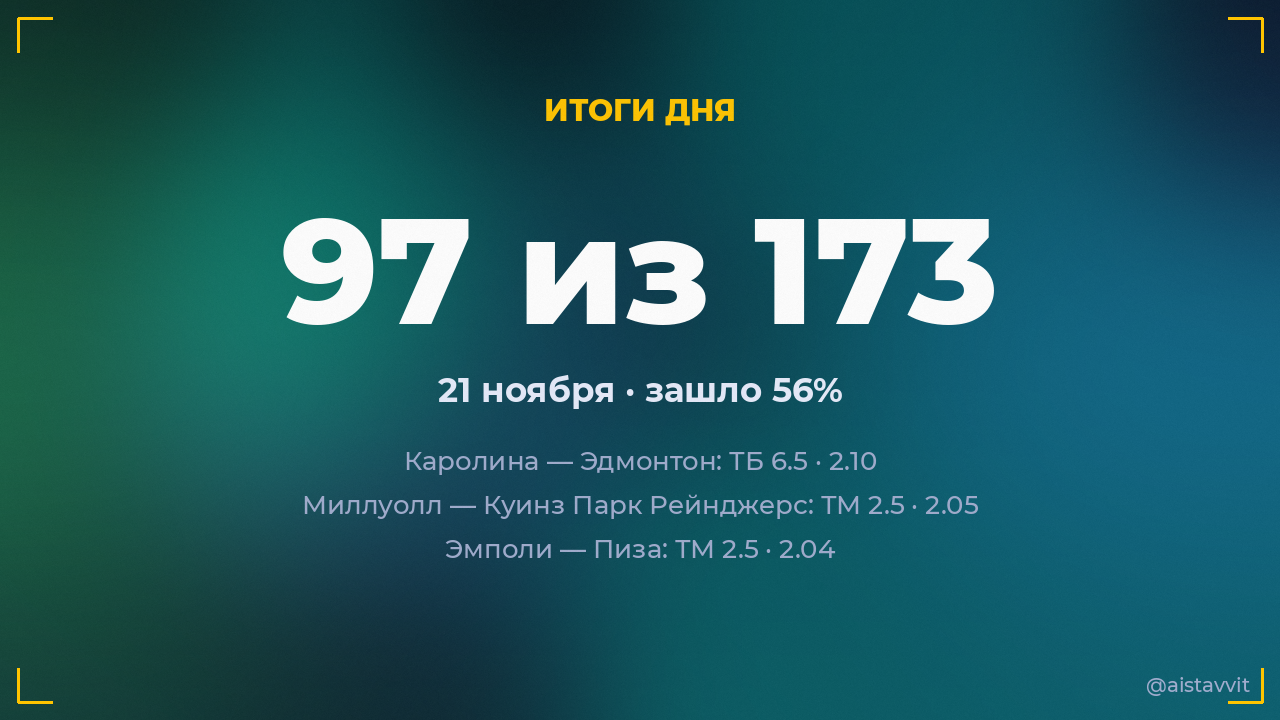 ИТОГИ ДНЯ
97 из 173
21 ноября · зашло 56%
Каролина — Эдмонтон: ТБ 6.5 · 2.10
Миллуолл — Куинз Парк Рейнджерс: ТМ 2.5 · 2.05
Эмполи — Пиза: ТМ 2.5 · 2.04
@aistavvit